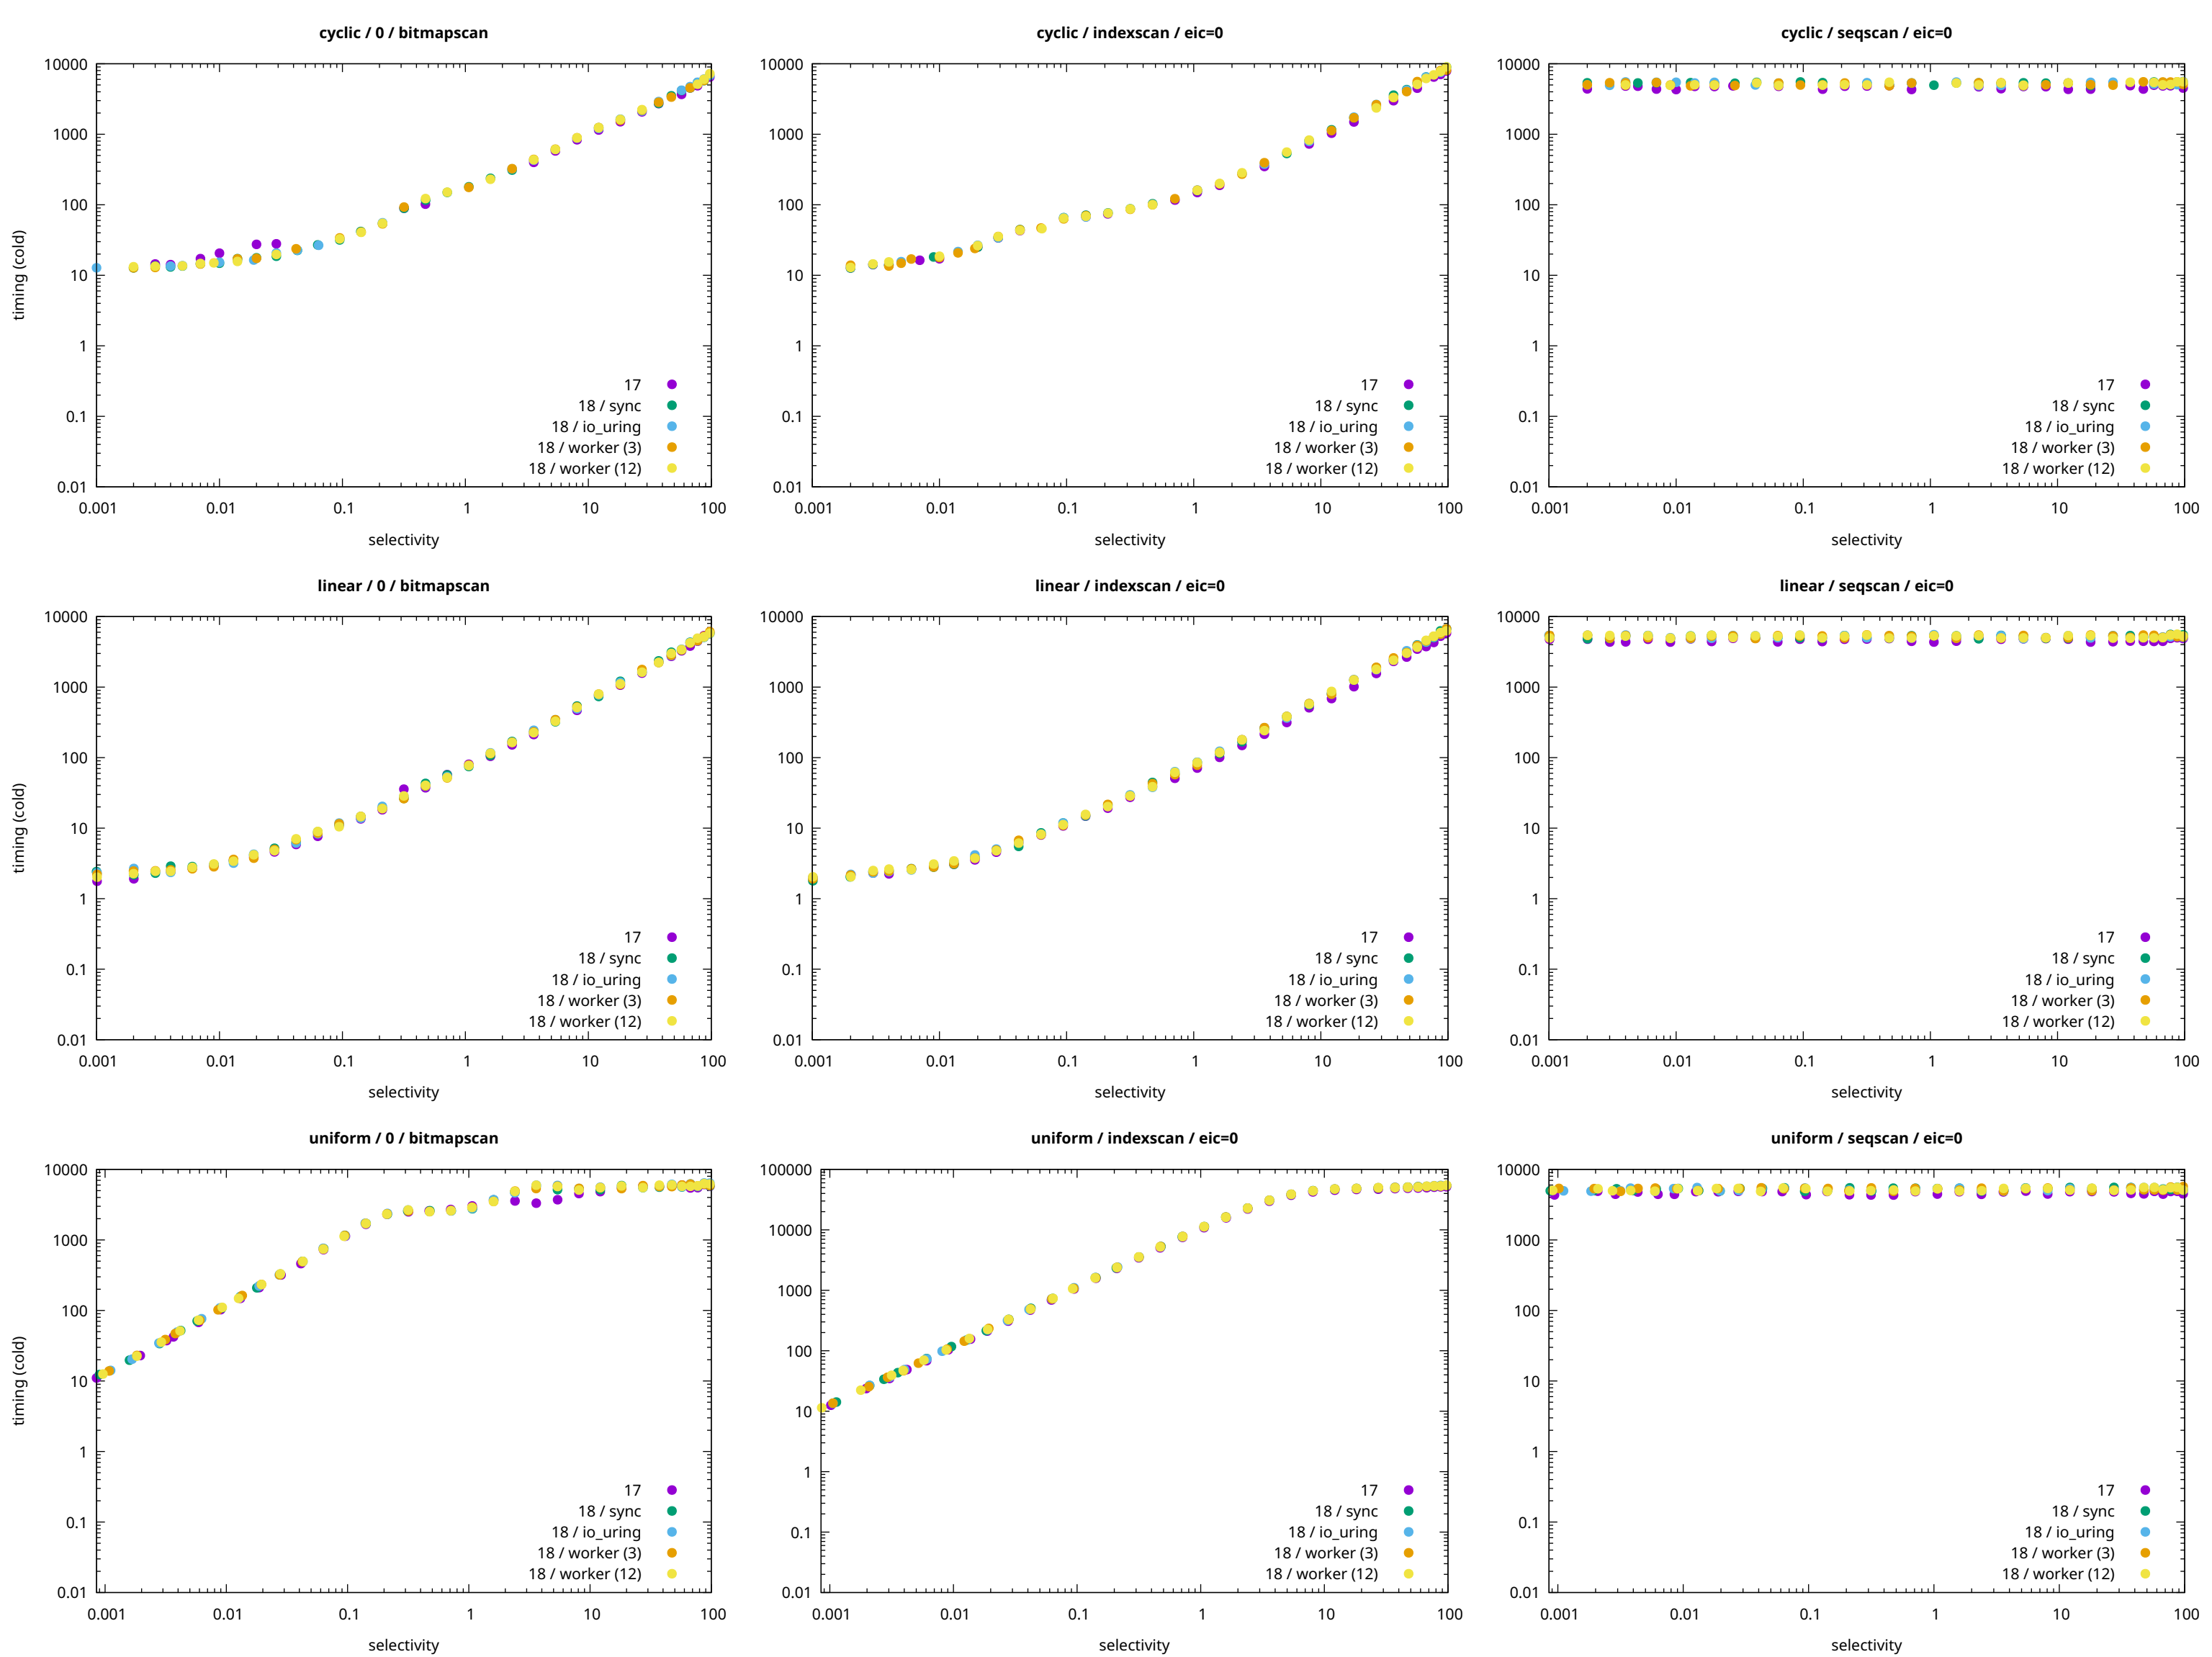 cyclic / 0 / bitmapscan
10000
1000
100
10
1
0.1
0.01
timing (cold)
17
18 / sync
18 / io_uring
18 / worker (3)
18 / worker (12)
0.001 0.01 0.1 1 10 100
selectivity
cyclic / indexscan / eic=0
10000
1000
100
10
1
0.1
0.01
17
18 / sync
18 / io_uring
18 / worker (3)
18 / worker (12)
0.001 0.01 0.1 1 10 100
selectivity
cyclic / seqscan / eic=0
10000
1000
100
10
1
0.1
0.01
17
18 / sync
18 / io_uring
18 / worker (3)
18 / worker (12)
0.001 0.01 0.1 1 10 100
selectivity
linear / 0 / bitmapscan
10000
1000
100
10
1
0.1
0.01
timing (cold)
17
18 / sync
18 / io_uring
18 / worker (3)
18 / worker (12)
0.001 0.01 0.1 1 10 100
selectivity
linear / indexscan / eic=0
10000
1000
100
10
1
0.1
0.01
17
18 / sync
18 / io_uring
18 / worker (3)
18 / worker (12)
0.001 0.01 0.1 1 10 100
selectivity
linear / seqscan / eic=0
10000
1000
100
10
1
0.1
0.01
17
18 / sync
18 / io_uring
18 / worker (3)
18 / worker (12)
0.001 0.01 0.1 1 10 100
selectivity
uniform / 0 / bitmapscan
10000
1000
100
10
1
0.1
0.01
timing (cold)
17
18 / sync
18 / io_uring
18 / worker (3)
18 / worker (12)
0.001 0.01 0.1 1 10 100
selectivity
uniform / indexscan / eic=0
100000
10000
1000
100
10
1
0.1
0.01
17
18 / sync
18 / io_uring
18 / worker (3)
18 / worker (12)
0.001 0.01 0.1 1 10 100
selectivity
uniform / seqscan / eic=0
10000
1000
100
10
1
0.1
0.01
17
18 / sync
18 / io_uring
18 / worker (3)
18 / worker (12)
0.001 0.01 0.1 1 10 100
selectivity